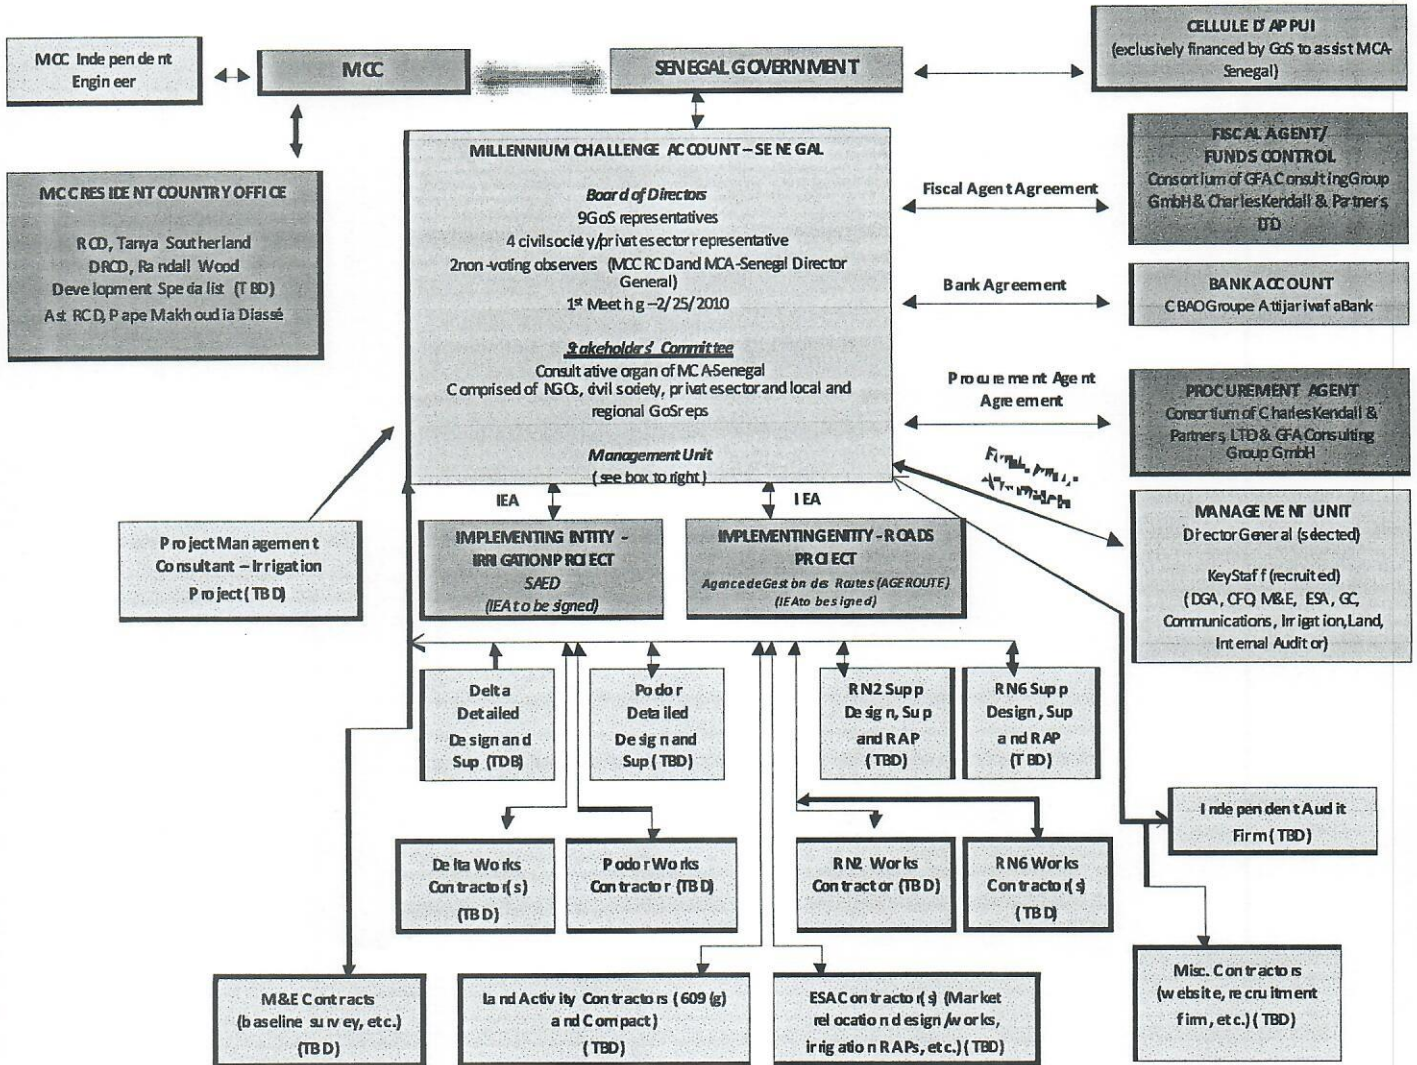 MCC Independent
Engineer
MCC
SENEGAL GOVERNMENT
CELLULE D'APPUI
(exclusively financed by GoS to assist MCA-
Senegal)
MCC RESIDENT COUNTRY OFFICE
RCD, Tanya Southerland
DRCD, Randall Wood
Development Specialist (TBD)
Ast RCD, Pape Makhoudia Diassé
MILLENNIUM CHALLENGE ACCOUNT – SENEGAL
Board of Directors
9 GoS representatives
4 civil society/private sector representative
2 non-voting observers (MCC RCD and MCA-Senegal Director
General)
1st Meeting – 2/25/2010
Stakeholders' Committee
Consultative organ of MCA-Senegal
Comprised of NGOs, civil society, private sector and local and
regional GoS reps
Management Unit
(see box to right)
Fiscal Agent Agreement
FISCAL AGENT/
FUNDS CONTROL
Consortium of GFA Consulting Group
GmbH & Charles Kendall & Partners,
LTD
Bank Agreement
BANK ACCOUNT
CBAO Groupe Attijariwafa Bank
Procurement Agent
Agreement
PROCUREMENT AGENT
Consortium of Charles Kendall &
Partners, LTD & GFA Consulting
Group GmbH
MANAGEMENT UNIT
Director General (selected)
Key Staff (recruited)
(DGA, CFO, M&E, ESA, GC,
Communications, Irrigation, Land,
Internal Auditor)
IEA
IEA
Project Management
Consultant – Irrigation
Project (TBD)
IMPLEMENTING INTITY -
IRRIGATION PROJECT
SAED
(IEA to be signed)
IMPLEMENTING ENTITY - ROADS
PROJECT
Agence de Gestion des Routes (AGEROUTE)
(IEA to be signed)
Delta
Detailed
Design and
Sup (TDB)
Podor
Detailed
Design and
Sup (TBD)
RN2 Supp
Design, Sup
and RAP
(TBD)
RN6 Supp
Design, Sup
and RAP
(TBD)
Delta Works
Contractor(s)
(TBD)
Podor Works
Contractor (TBD)
RN2 Works
Contractor (TBD)
RN6 Works
Contractor(s)
(TBD)
Independent Audit
Firm (TBD)
M&E Contracts
(baseline survey, etc.)
(TBD)
land Activity Contractors (609(g)
and Compact)
(TBD)
ESA Contractor(s) (Market
relocation design/works,
irrigation RAPs, etc.) (TBD)
Misc. Contractors
(website, recruitment
firm, etc.) (TBD)